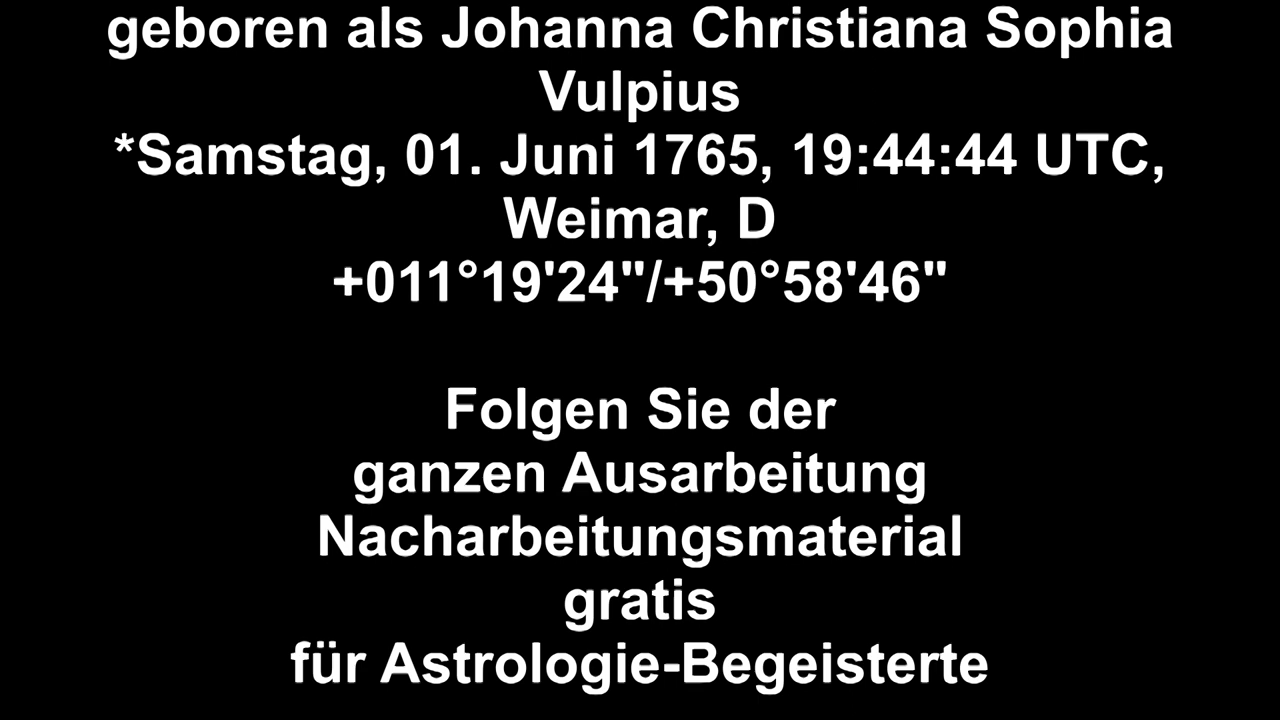 geboren als Johanna Christiana Sophia
Vulpius
*Samstag, 01. Juni 1765, 19:44:44 UTC,
Weimar, D
+011°19'24"/+50°58'46"
Folgen Sie der
ganzen Ausarbeitung
Nacharbeitungsmaterial
gratis
für Astrologie-Begeisterte